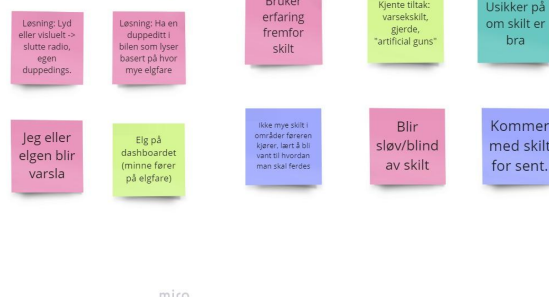 Løsning: Lyd
eller visluelt ->
slutte radio,
egen
duppedings.
Løsning: Ha en
duppeditt i
bilen som lyser
basert på hvor
mye elgfare
Bruker
erfaring
fremfor
skilt
Kjente tiltak:
varsekskilt,
gjerde,
"artificial guns"
Usikker på
om skilt er
bra
Jeg eller
elgen blir
varsla
Elg på
dashboardet
(minne fører
på elgfare)
Ikke mye skilt i
områder føreren
kjører, lært å bli
vant til hvordan
man skal ferdes
Blir
sløv/blind
av skilt
Kommer
med skilt
for sent.
miro